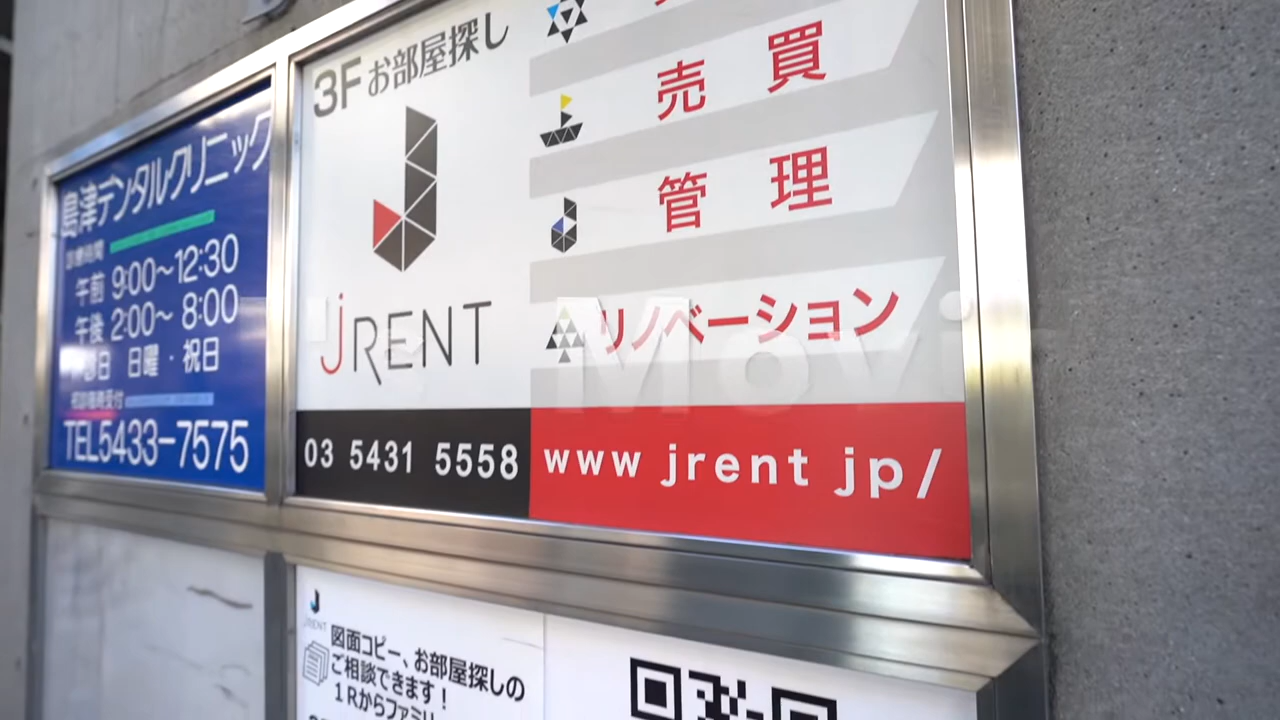 島津デンタルクリニック
診療時間
午前 9:00～12:30
午後 2:00～ 8:00
日 日曜・祝日
TEL5433-7575
3F お部屋探し
JRENT
03 5431 5558
売買
管理
リノベーション
www jrent jp/
JRENT
図面コピー、お部屋探しの
ご相談できます！
1Rからファミリ
Movi